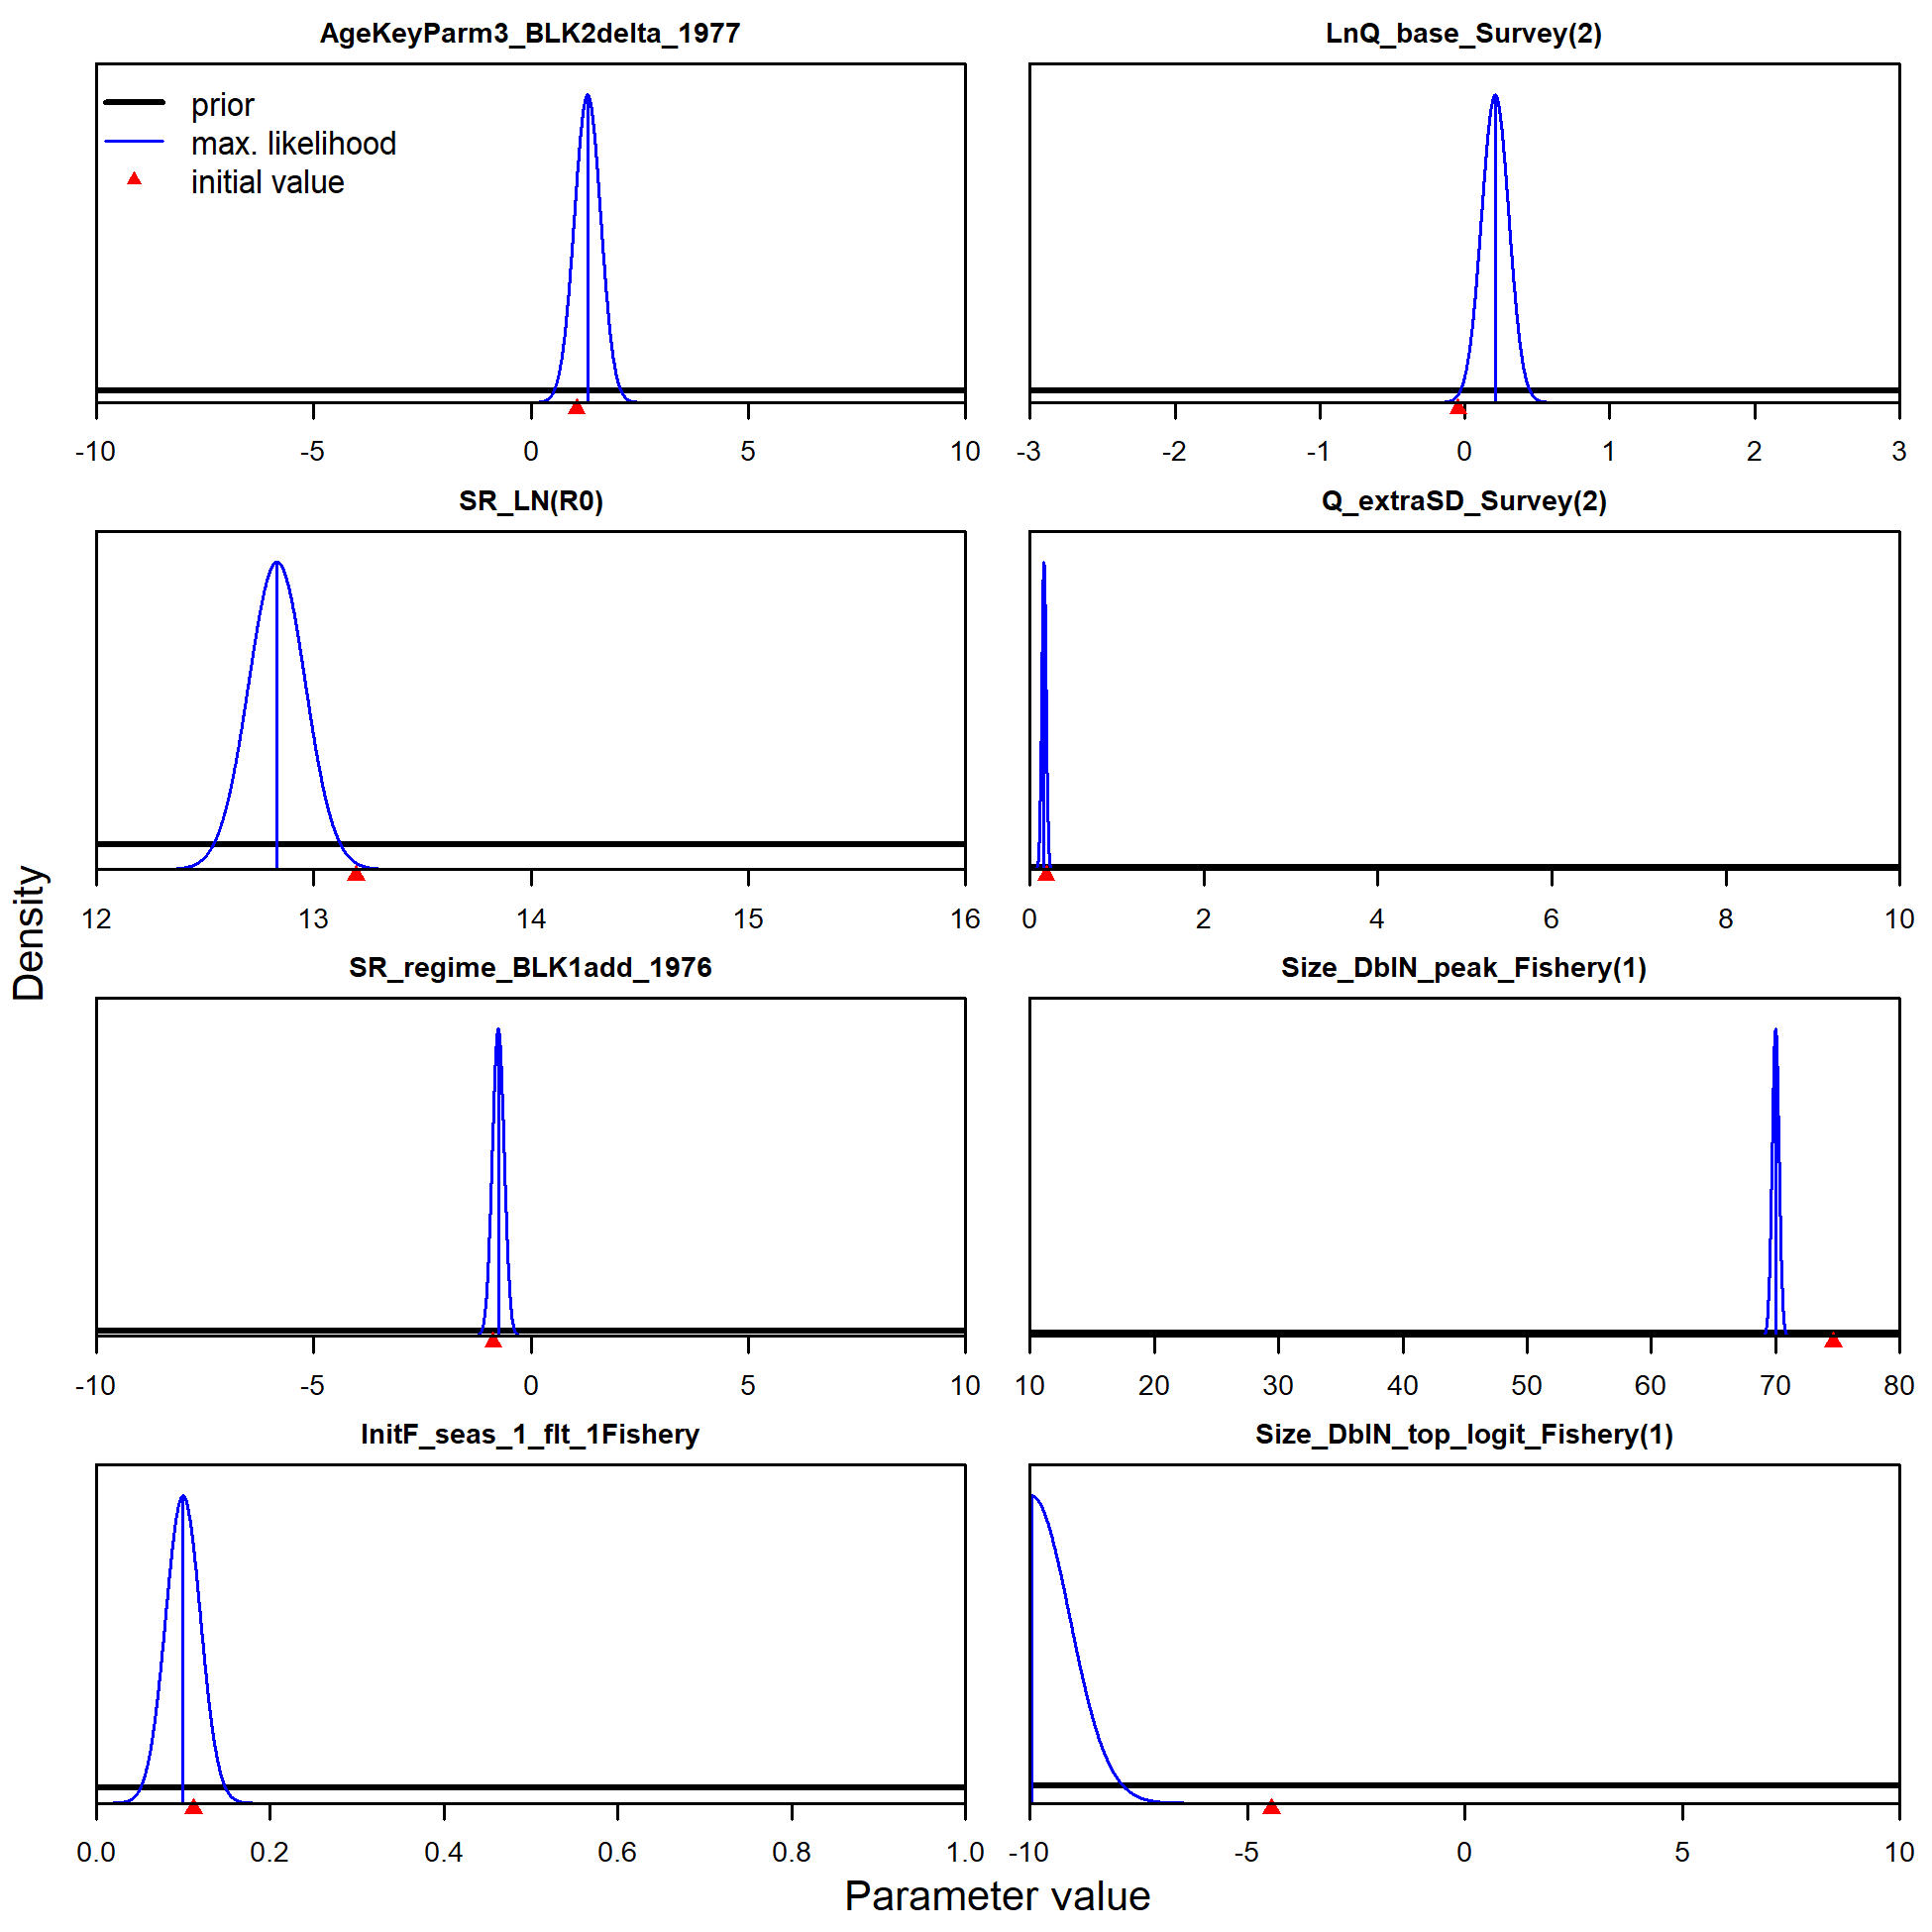 AgeKeyParm3_BLK2delta_1977
prior
max. likelihood
initial value
-10 -5 0 5 10
LnQ_base_Survey(2)
-3 -2 -1 0 1 2 3
SR_LN(R0)
12 13 14 15 16
Q_extraSD_Survey(2)
0 2 4 6 8 10
SR_regime_BLK1add_1976
-10 -5 0 5 10
Size_DblN_peak_Fishery(1)
10 20 30 40 50 60 70 80
InitF_seas_1_flt_1Fishery
0.0 0.2 0.4 0.6 0.8 1.0
Size_DblN_top_logit_Fishery(1)
-10 -5 0 5 10
Density
Parameter value